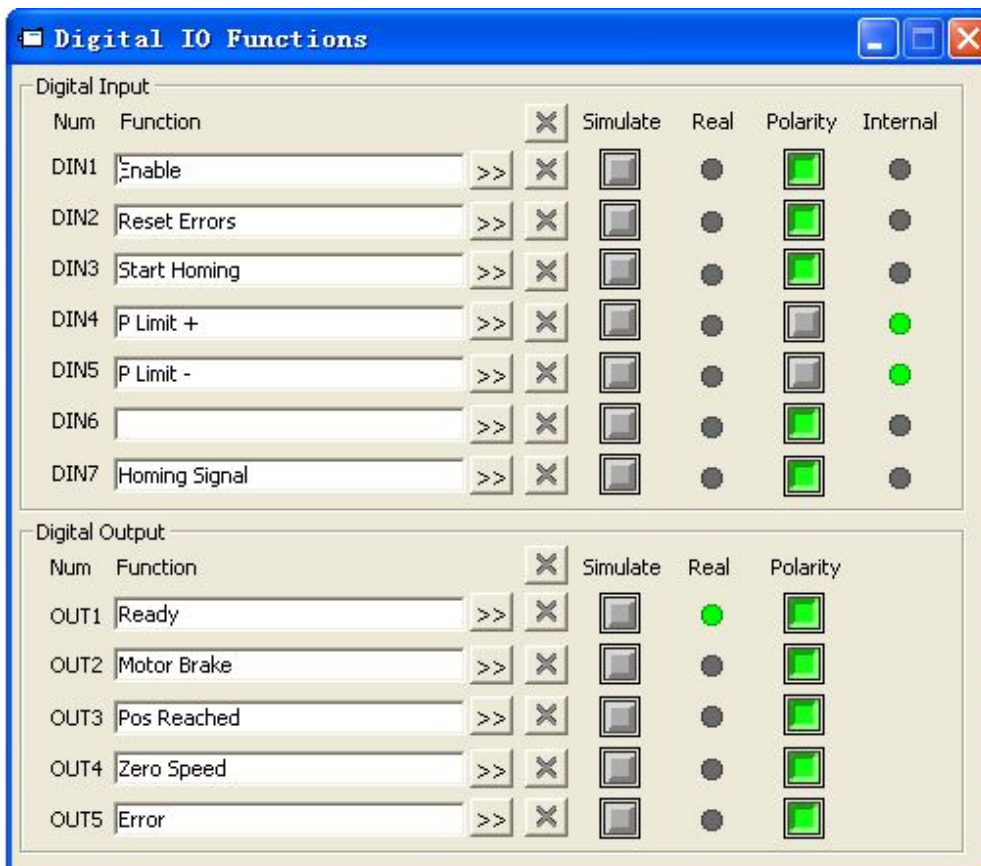 Digital IO Functions
Digital Input
Num Function Simulate Real Polarity Internal
DIN1 Enable >>
DIN2 Reset Errors >>
DIN3 Start Homing >>
DIN4 P Limit + >>
DIN5 P Limit - >>
DIN6 >>
DIN7 Homing Signal >>
Digital Output
Num Function Simulate Real Polarity
OUT1 Ready >>
OUT2 Motor Brake >>
OUT3 Pos Reached >>
OUT4 Zero Speed >>
OUT5 Error >>